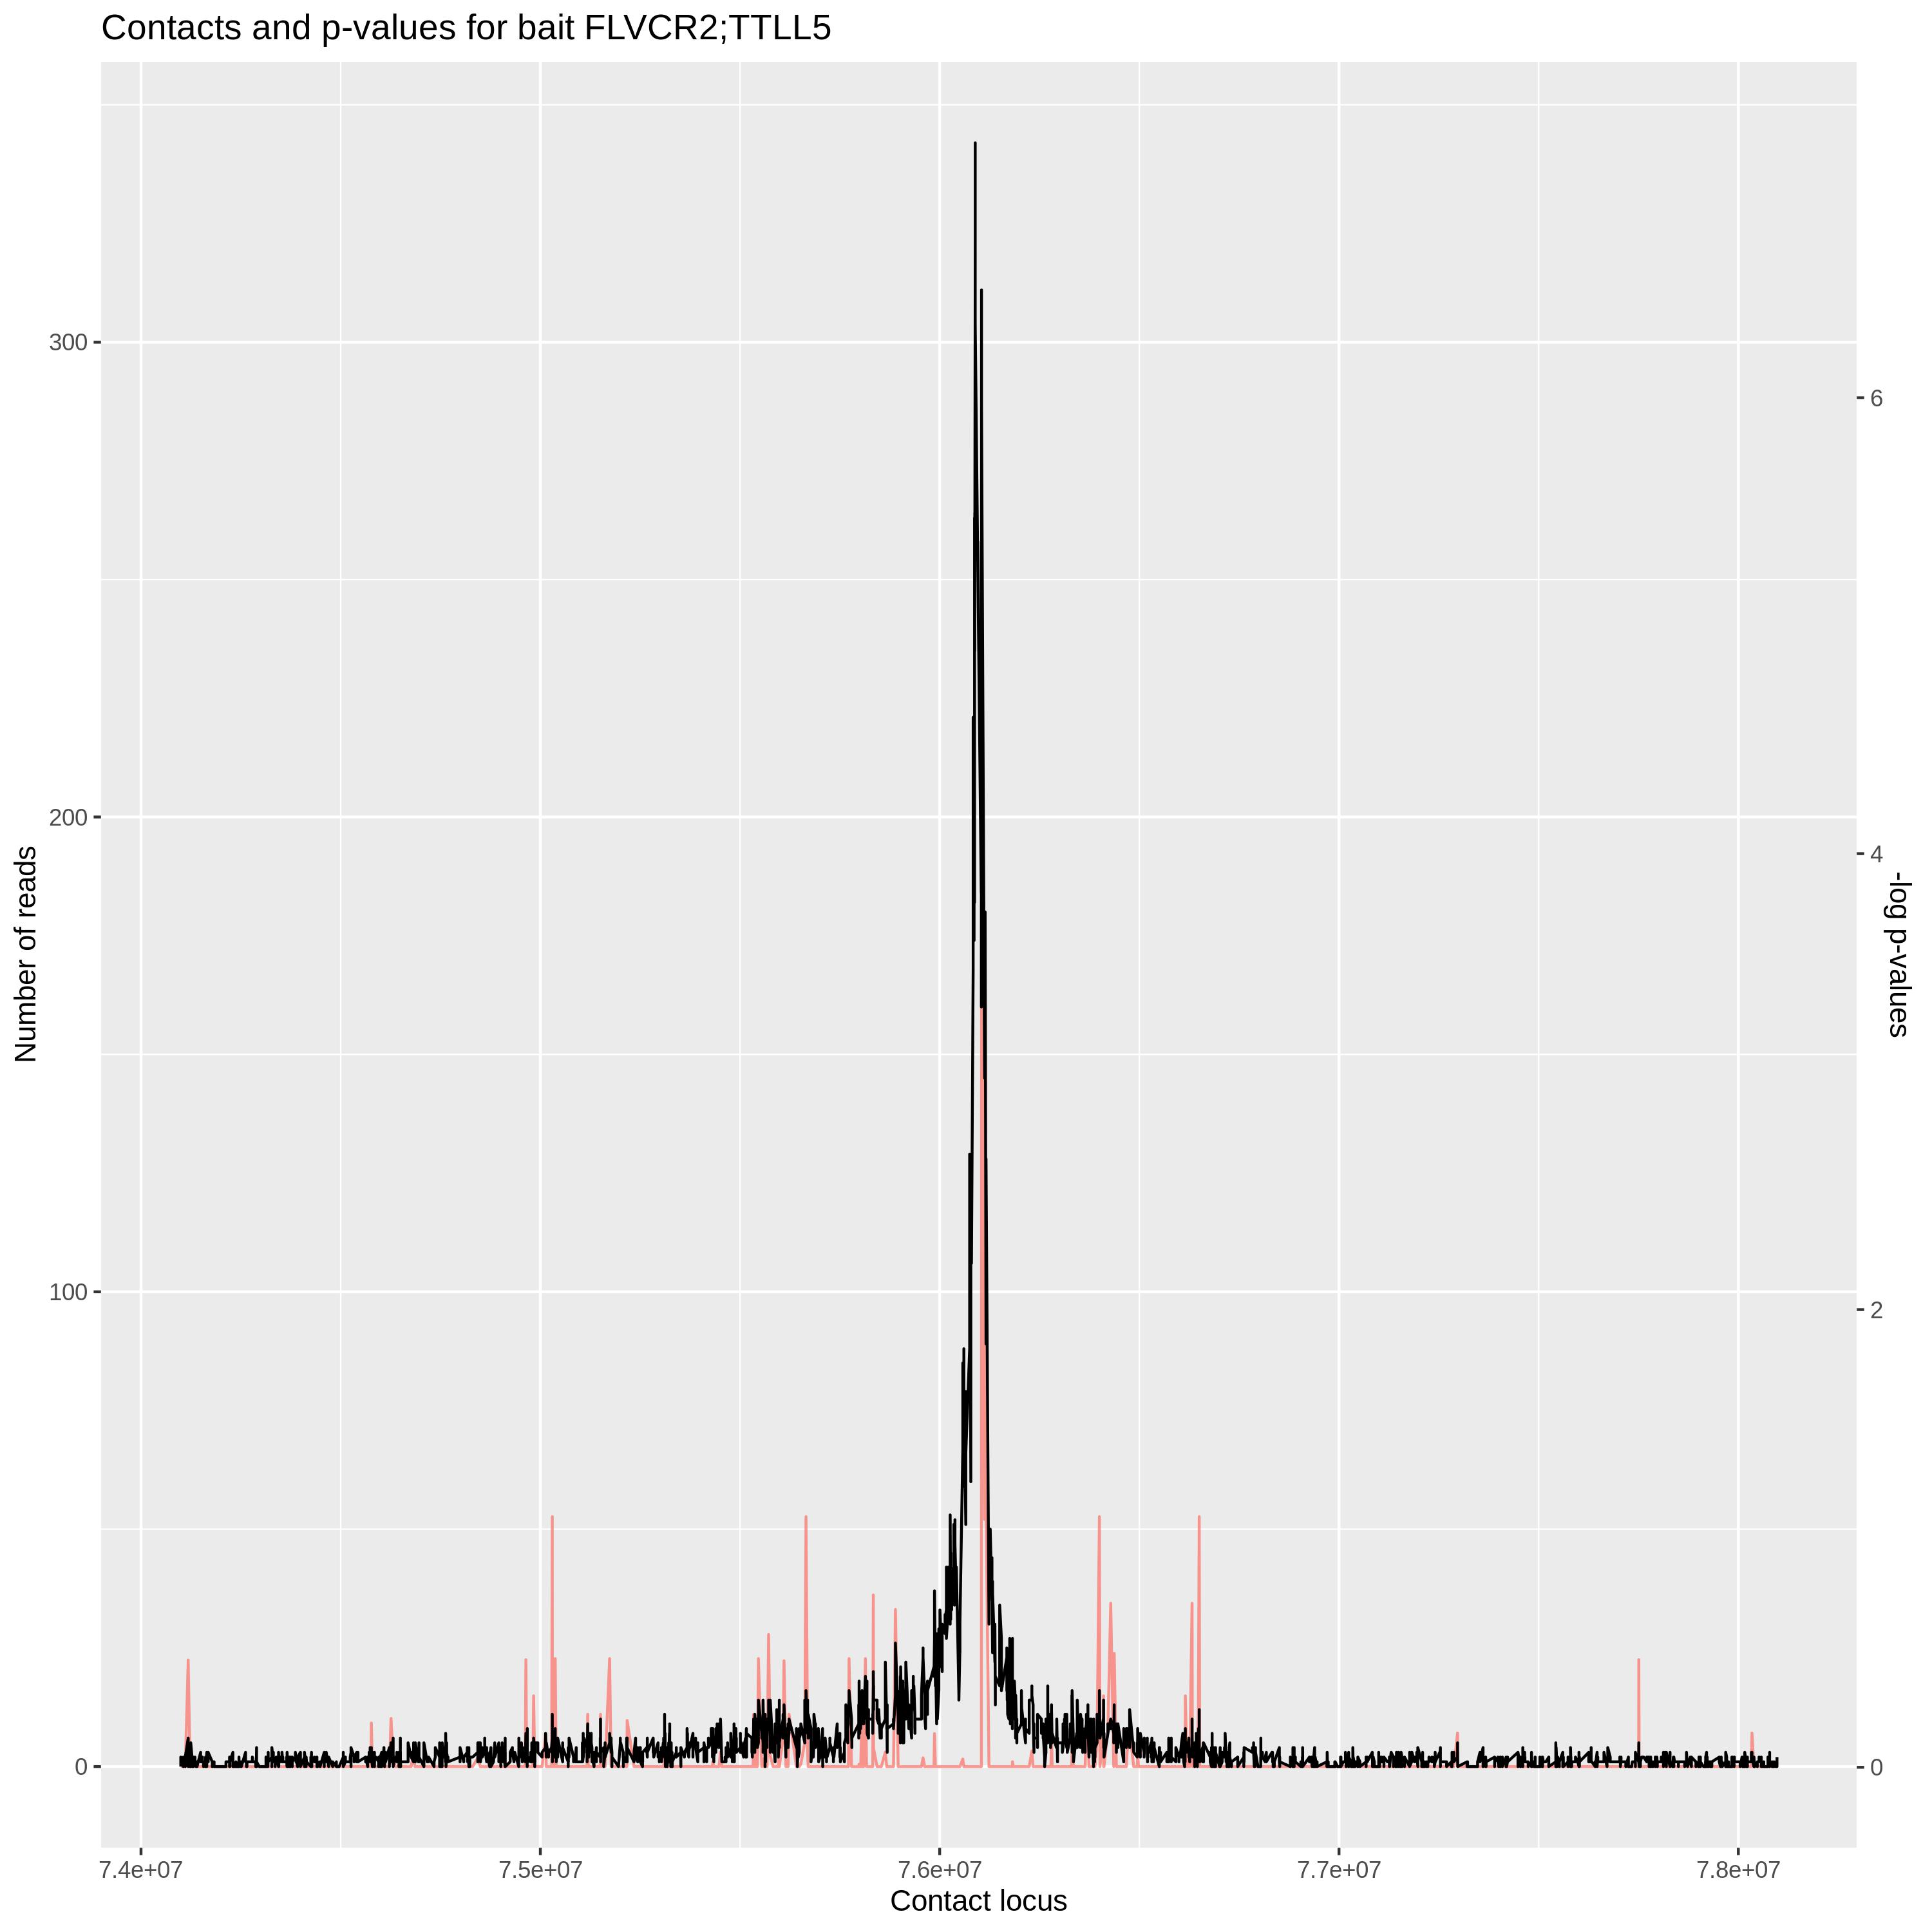 Contacts and p-values for bait FLVCR2;TTLL5
300
200
100
0
Number of reads
6
4
2
0
-log p-values
7.4e+07
7.5e+07
7.6e+07
7.7e+07
7.8e+07
Contact locus